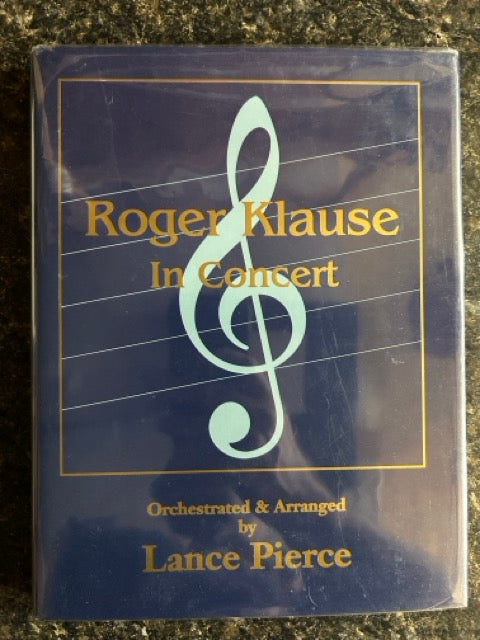 Roger Klause
In Concert
Orchestrated & Arranged
by
Lance Pierce